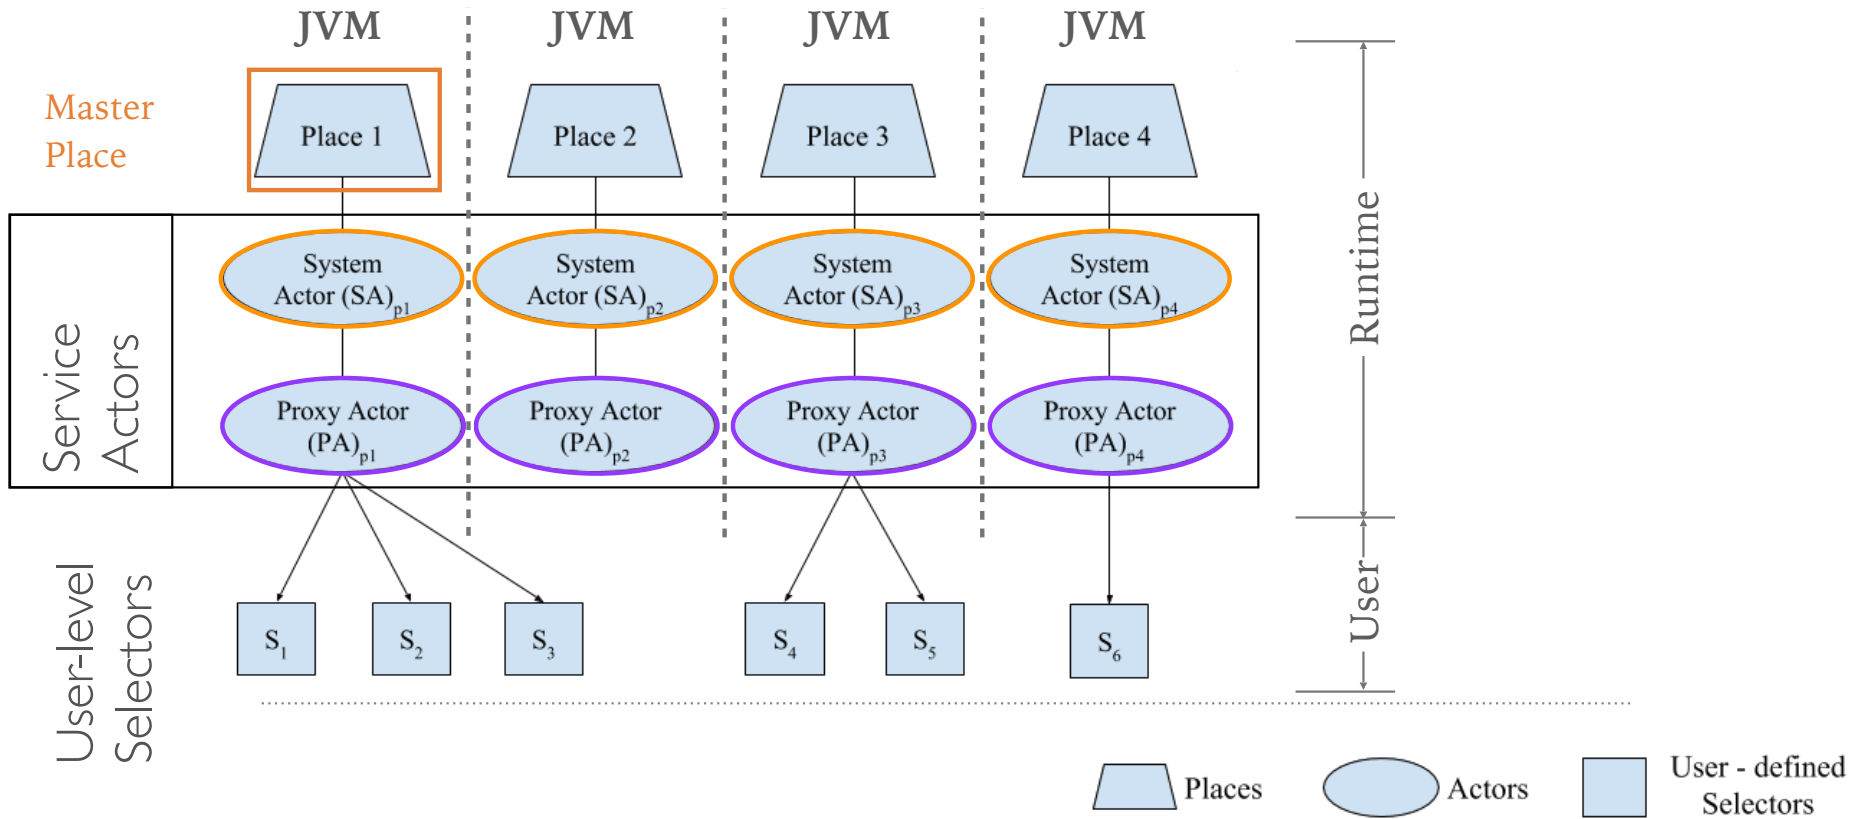 JVM
JVM
JVM
JVM
Master
Place
Place 1
Place 2
Place 3
Place 4
Service
Actors
System
Actor (SA)p1
System
Actor (SA)p2
System
Actor (SA)p3
System
Actor (SA)p4
Proxy Actor
(PA)p1
Proxy Actor
(PA)p2
Proxy Actor
(PA)p3
Proxy Actor
(PA)p4
Runtime
User-level
Selectors
S1
S2
S3
S4
S5
S6
User
Places
Actors
User - defined
Selectors